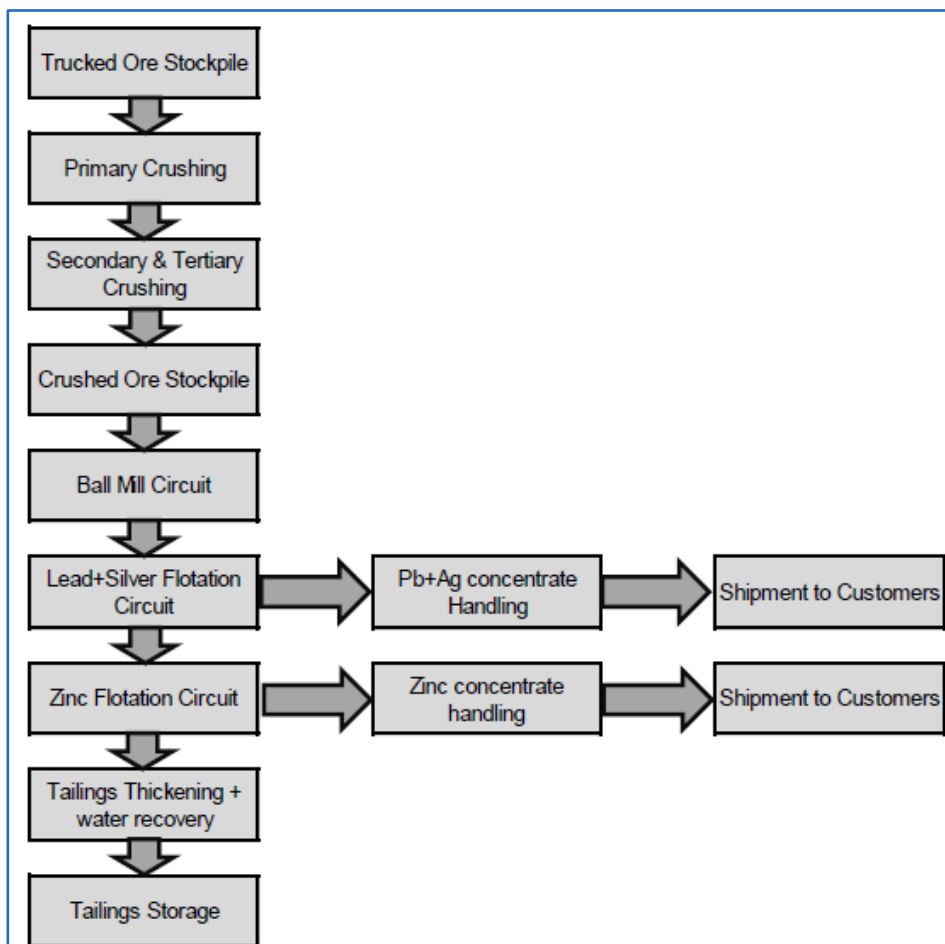 Trucked Ore Stockpile
Primary Crushing
Secondary & Tertiary
Crushing
Crushed Ore Stockpile
Ball Mill Circuit
Lead+Silver Flotation
Circuit
Pb+Ag concentrate
Handling
Shipment to Customers
Zinc Flotation Circuit
Zinc concentrate
handling
Shipment to Customers
Tailings Thickening +
water recovery
Tailings Storage